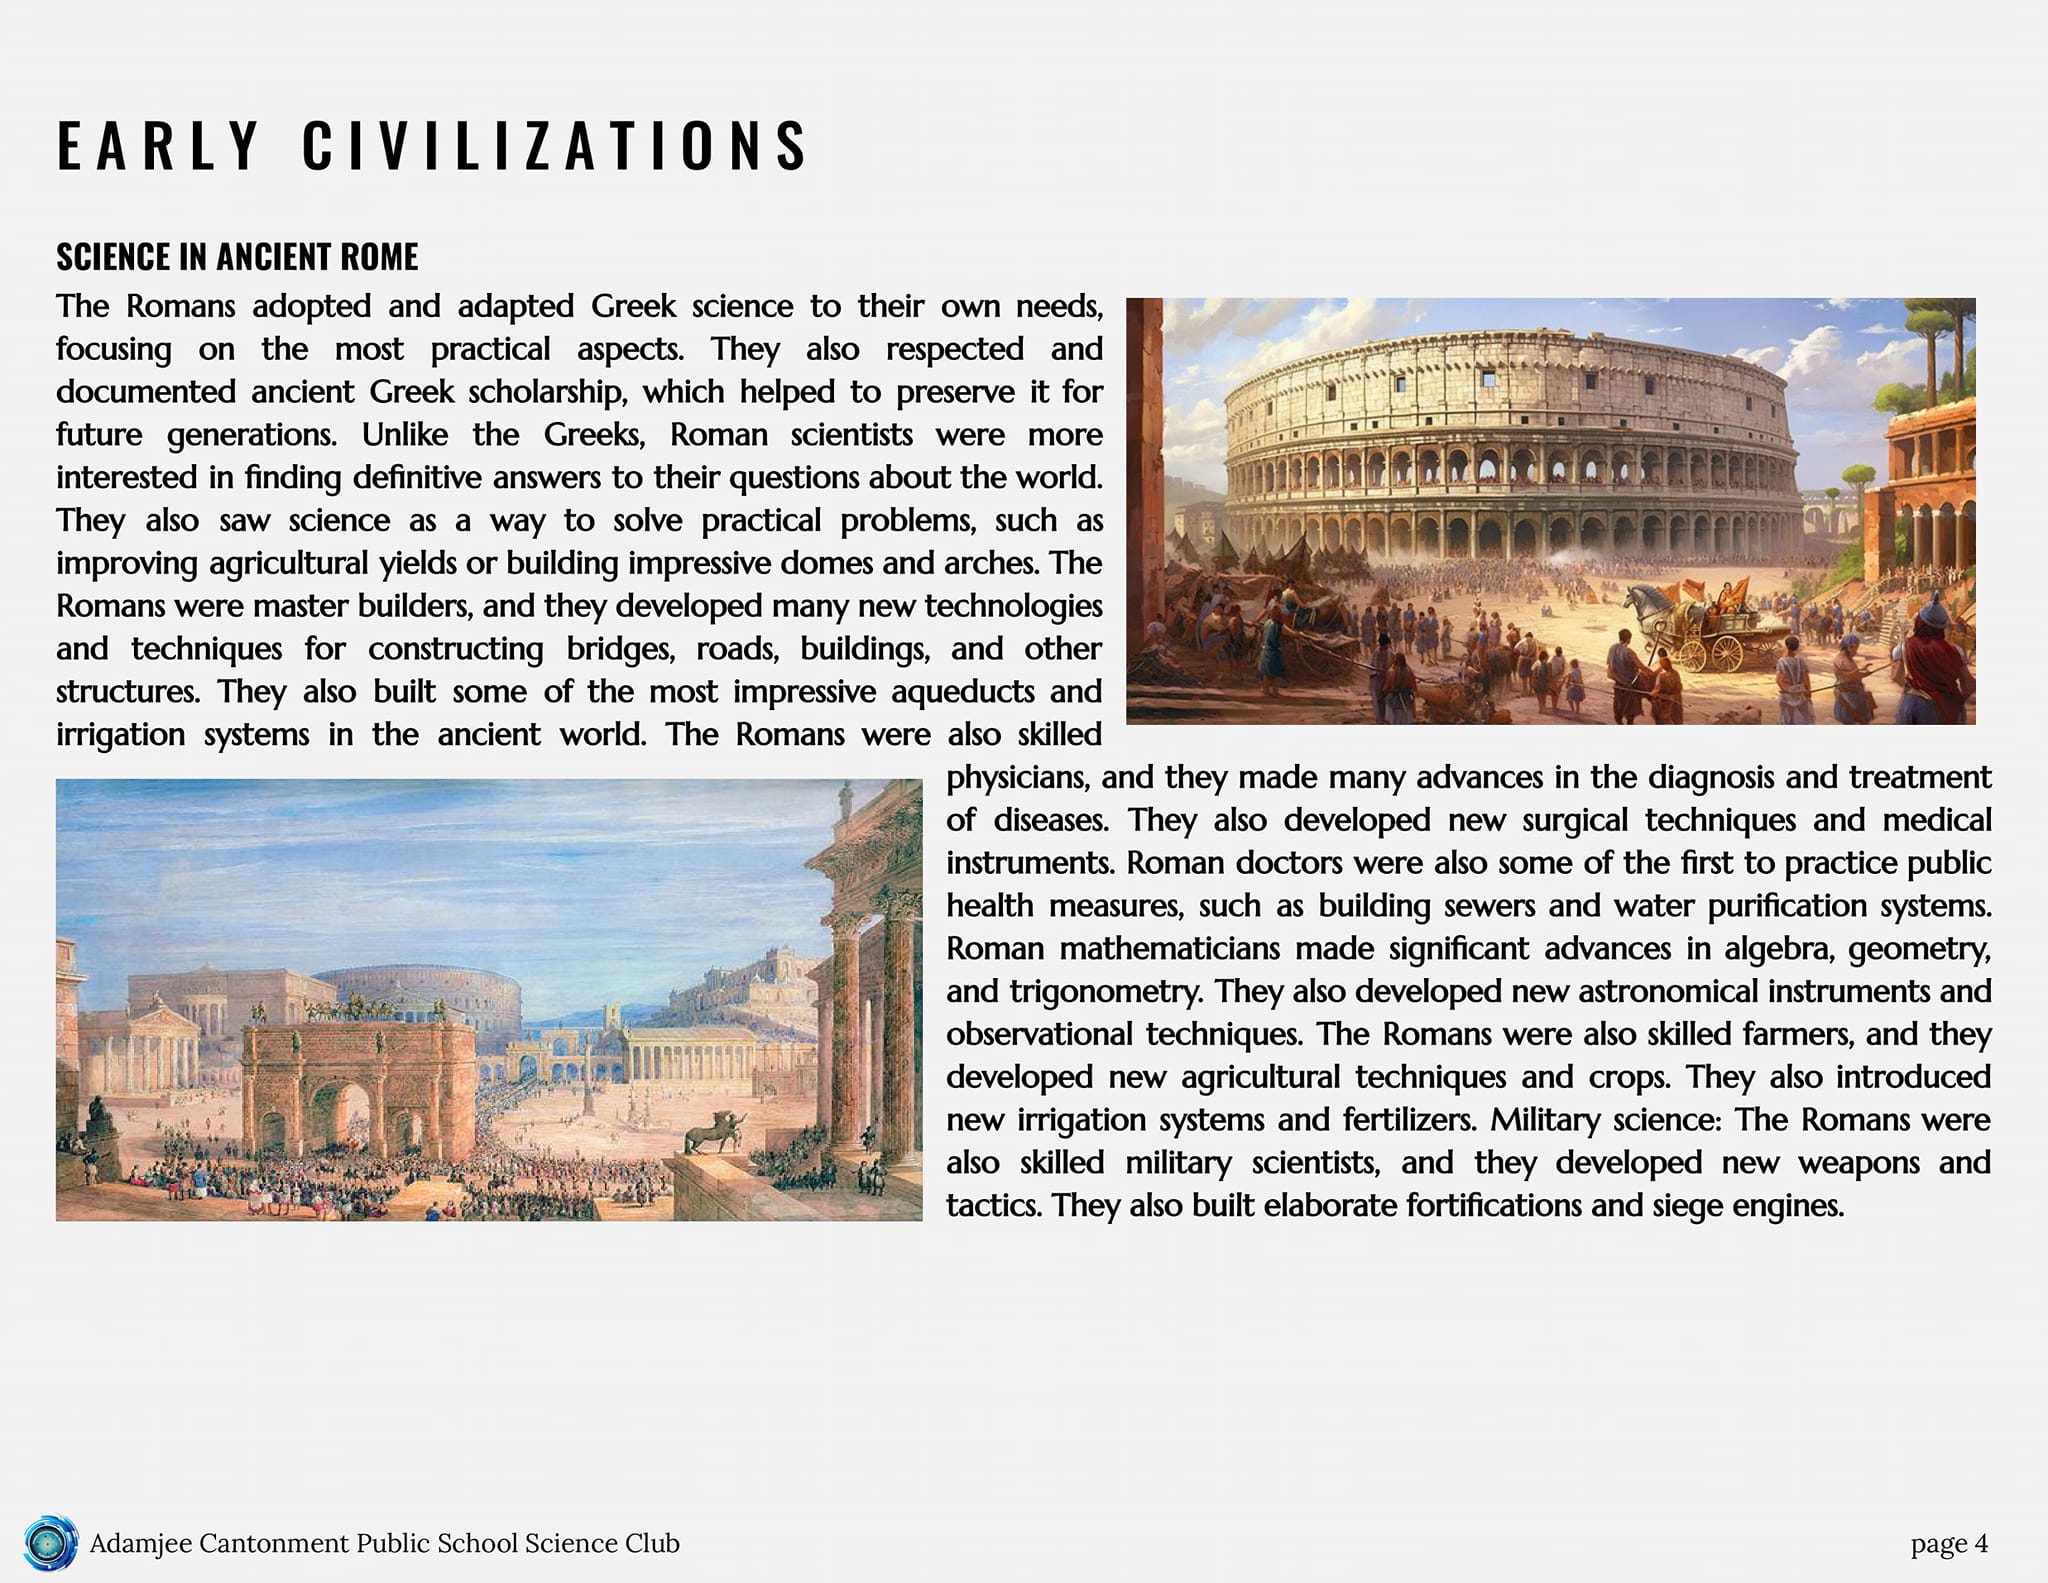 EARLY CIVILIZATIONS
SCIENCE IN ANCIENT ROME
The Romans adopted and adapted Greek science to their own needs,
focusing on the most practical aspects. They also respected and
documented ancient Greek scholarship, which helped to preserve it for
future generations. Unlike the Greeks, Roman scientists were more
interested in finding definitive answers to their questions about the world.
They also saw science as a way to solve practical problems, such as
improving agricultural yields or building impressive domes and arches. The
Romans were master builders, and they developed many new technologies
and techniques for constructing bridges, roads, buildings, and other
structures. They also built some of the most impressive aqueducts and
irrigation systems in the ancient world. The Romans were also skilled
physicians, and they made many advances in the diagnosis and treatment
of diseases. They also developed new surgical techniques and medical
instruments. Roman doctors were also some of the first to practice public
health measures, such as building sewers and water purification systems.
Roman mathematicians made significant advances in algebra, geometry,
and trigonometry. They also developed new astronomical instruments and
observational techniques. The Romans were also skilled farmers, and they
developed new agricultural techniques and crops. They also introduced
new irrigation systems and fertilizers. Military science: The Romans were
also skilled military scientists, and they developed new weapons and
tactics. They also built elaborate fortifications and siege engines.
Adamjee Cantonment Public School Science Club
page 4